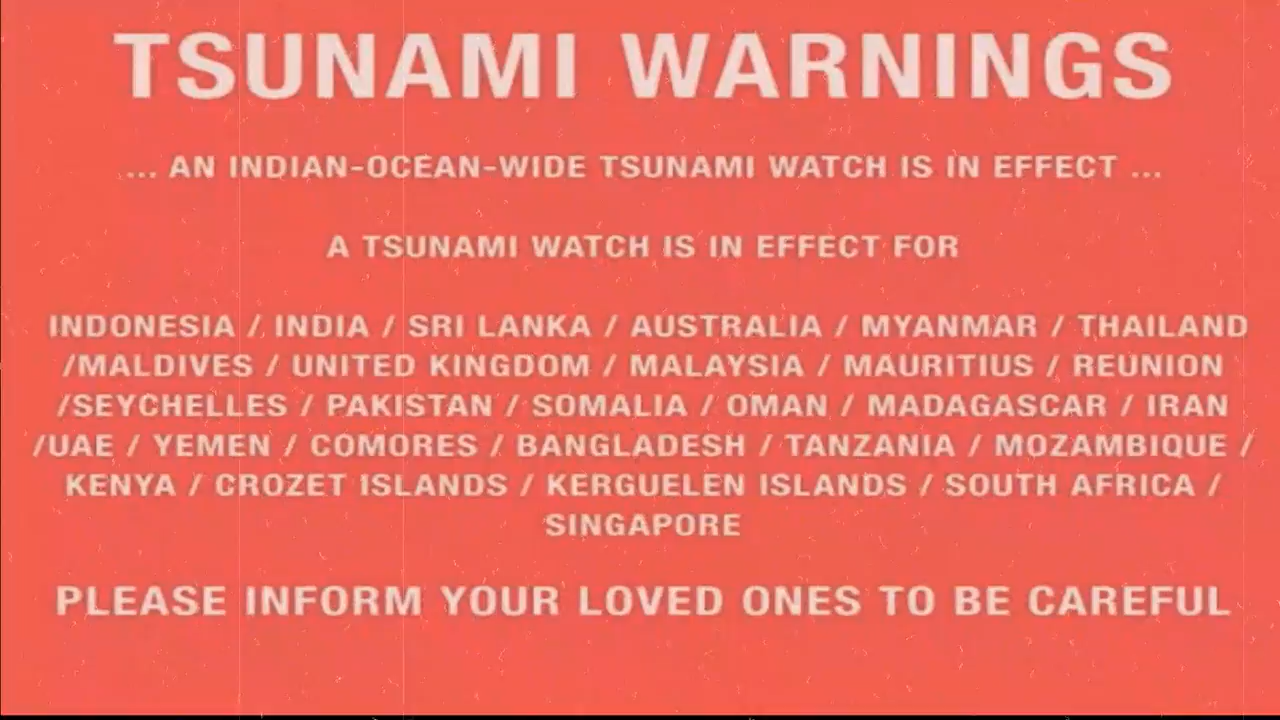 TSUNAMI WARNINGS
... AN INDIAN-OCEAN-WIDE TSUNAMI WATCH IS IN EFFECT ...
A TSUNAMI WATCH IS IN EFFECT FOR
INDONESIA / INDIA / SRI LANKA / AUSTRALIA / MYANMAR / THAILAND
/MALDIVES / UNITED KINGDOM / MALAYSIA / MAURITIUS / REUNION
/SEYCHELLES / PAKISTAN / SOMALIA / OMAN / MADAGASCAR / IRAN
/UAE / YEMEN / COMORES / BANGLADESH / TANZANIA / MOZAMBIQUE /
KENYA / CROZET ISLANDS / KERGUELEN ISLANDS / SOUTH AFRICA /
SINGAPORE
PLEASE INFORM YOUR LOVED ONES TO BE CAREFUL